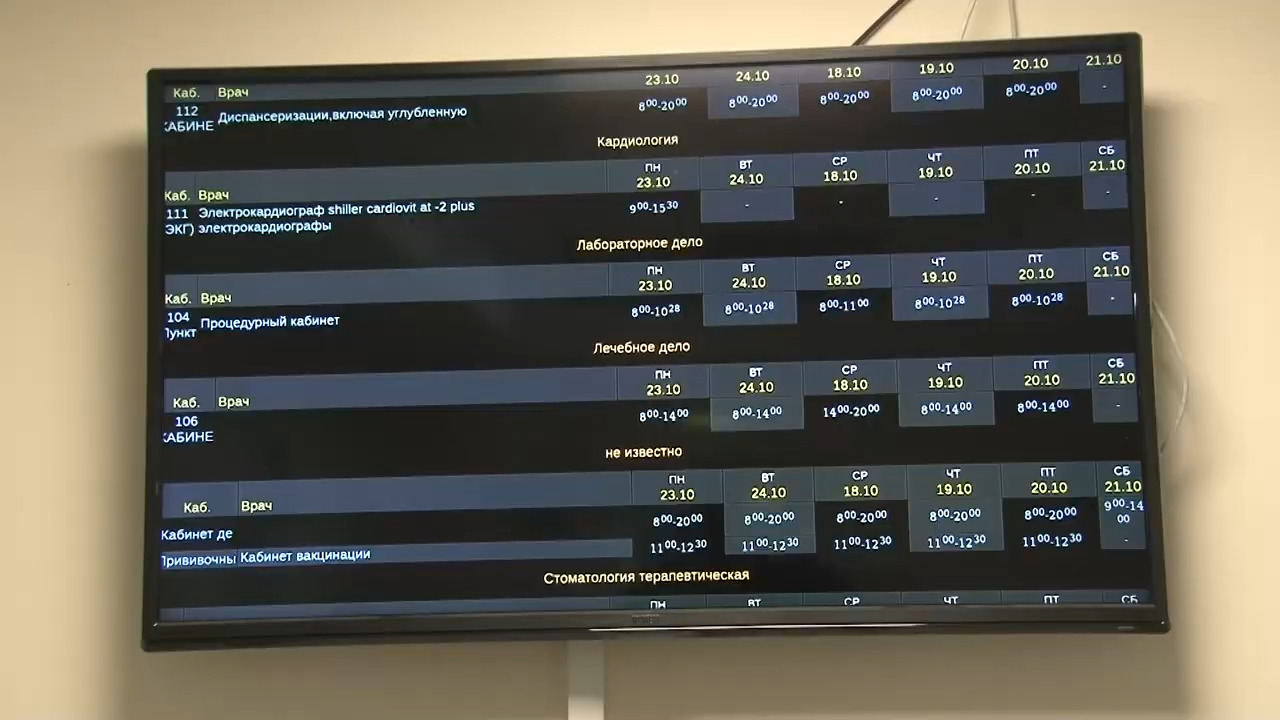 23.10 24.10 18.10 19.10 20.10 21.10
Каб. Врач
112 Диспансеризации,включая углубленную 8⁰⁰-20⁰⁰ 8⁰⁰-20⁰⁰ 8⁰⁰-20⁰⁰ 8⁰⁰-20⁰⁰ 8⁰⁰-20⁰⁰ -
КАБИНЕ
Кардиология
ПН ВТ СР ЧТ ПТ СБ
23.10 24.10 18.10 19.10 20.10 21.10
Каб. Врач
111 Электрокардиограф shiller cardiovit at -2 plus 9⁰⁰-15³⁰ - - - - -
ЭКГ) электрокардиографы
Лабораторное дело
ПН ВТ СР ЧТ ПТ СБ
23.10 24.10 18.10 19.10 20.10 21.10
Каб. Врач
104 Процедурный кабинет 8⁰⁰-10²⁸ 8⁰⁰-10²⁸ 8⁰⁰-11⁰⁰ 8⁰⁰-10²⁸ 8⁰⁰-10²⁸ -
Пункт
Лечебное дело
ПН ВТ СР ЧТ ПТ СБ
23.10 24.10 18.10 19.10 20.10 21.10
Каб. Врач
106 8⁰⁰-14⁰⁰ 8⁰⁰-14⁰⁰ 14⁰⁰-20⁰⁰ 8⁰⁰-14⁰⁰ 8⁰⁰-14⁰⁰ -
КАБИНЕ
не известно
ПН ВТ СР ЧТ ПТ СБ
23.10 24.10 18.10 19.10 20.10 21.10
Каб. Врач
Кабинет де 8⁰⁰-20⁰⁰ 8⁰⁰-20⁰⁰ 8⁰⁰-20⁰⁰ 8⁰⁰-20⁰⁰ 8⁰⁰-20⁰⁰ 9⁰⁰-14
⁰⁰
Прививочны Кабинет вакцинации 11⁰⁰-12³⁰ 11⁰⁰-12³⁰ 11⁰⁰-12³⁰ 11⁰⁰-12³⁰ 11⁰⁰-12³⁰ -
Стоматология терапевтическая
ПН ВТ СР ЧТ ПТ СБ